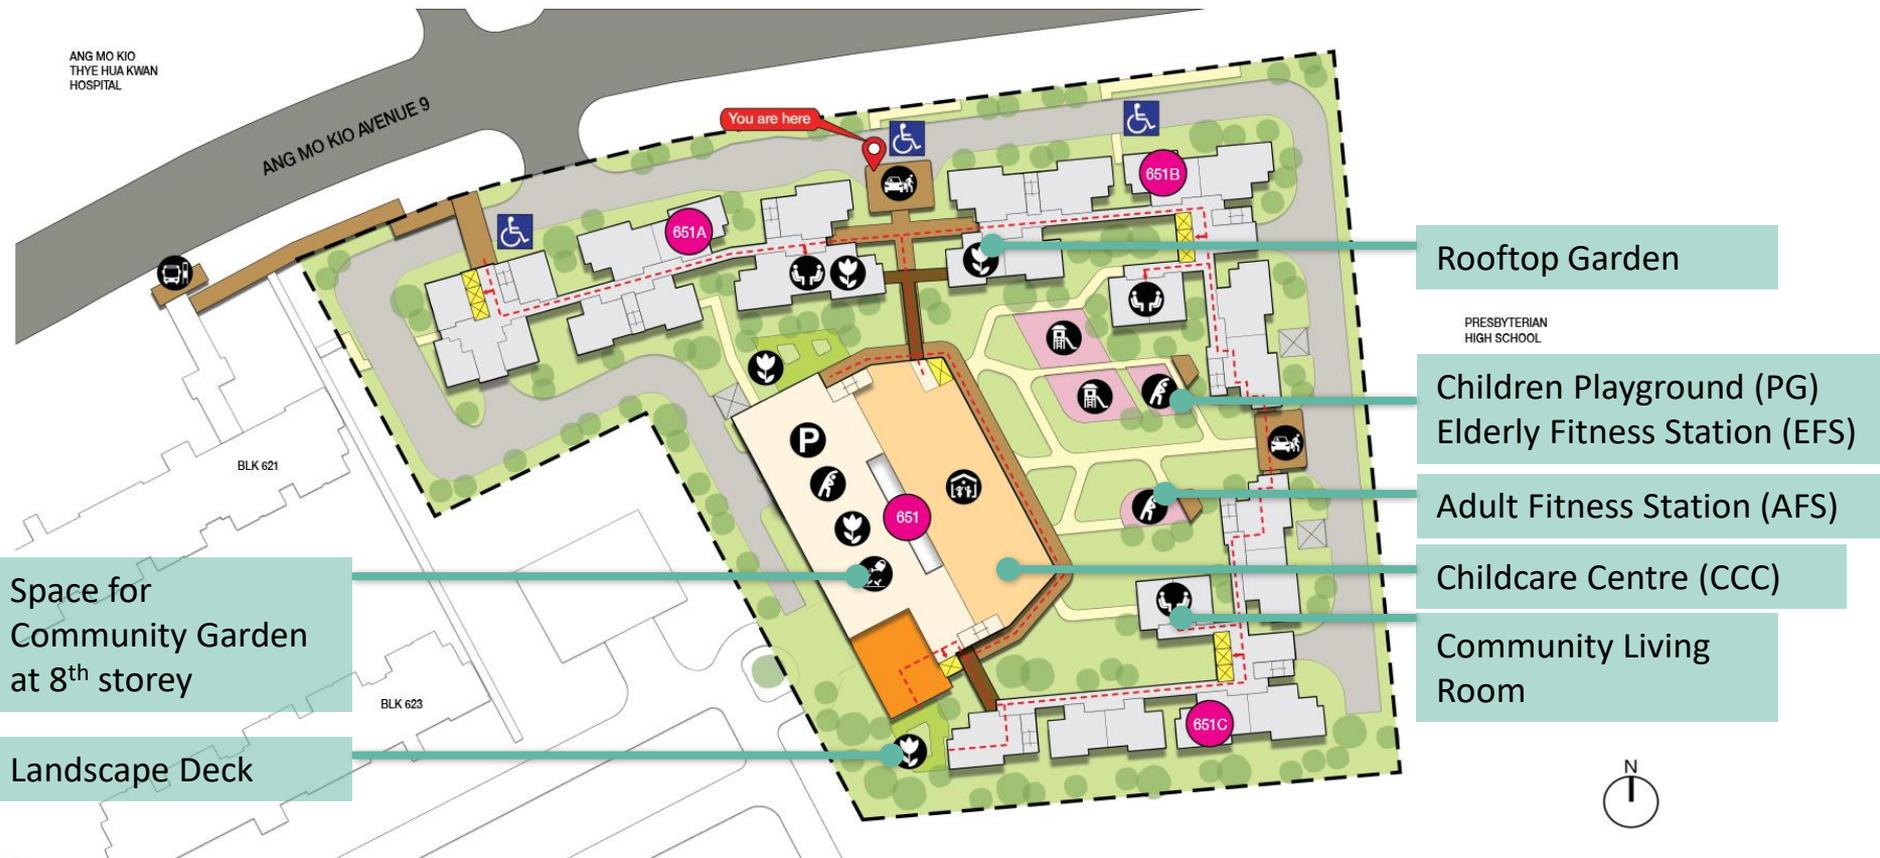 ANG MO KIO
THYE HUA KWAN
HOSPITAL
ANG MO KIO AVENUE 9
You are here
651B
651A
Rooftop Garden
PRESBYTERIAN
HIGH SCHOOL
Children Playground (PG)
Elderly Fitness Station (EFS)
P
BLK 621
651
Adult Fitness Station (AFS)
Childcare Centre (CCC)
Space for
Community Garden
at 8th storey
Community Living
Room
BLK 623
651C
Landscape Deck
N